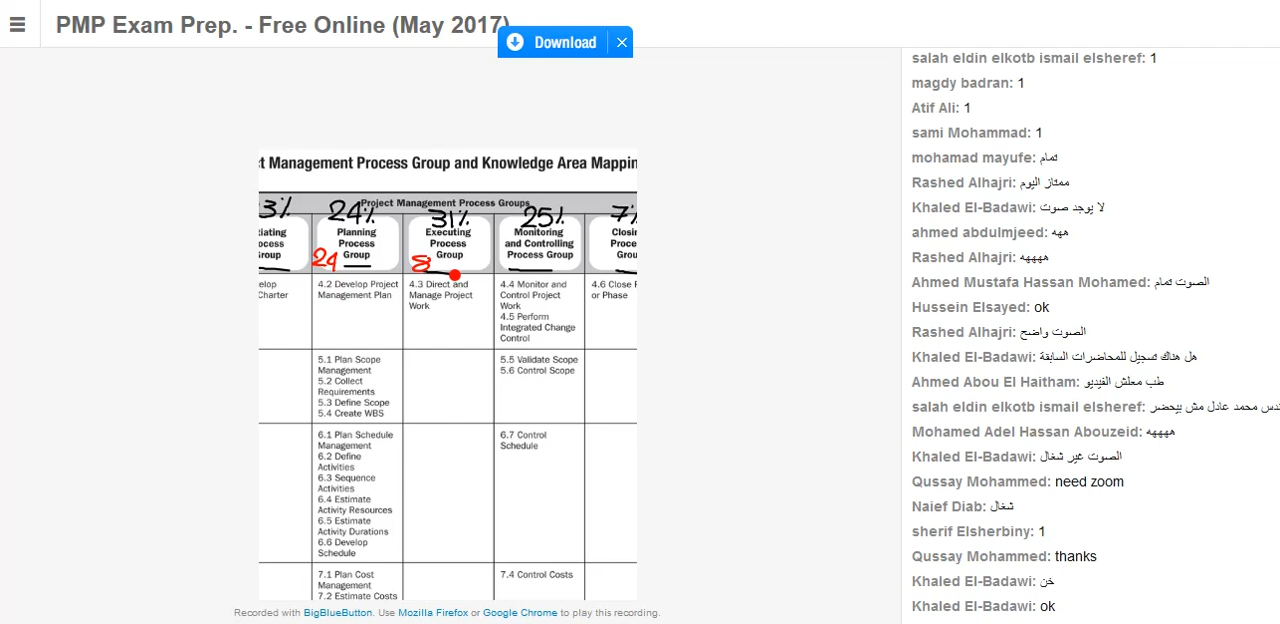 PMP Exam Prep. - Free Online (May 2017)
Download
t Management Process Group and Knowledge Area Mappin
Project Management Process Groups
3% 24% 31% 25% 7%
tiating
ocess
Group
Planning
Process
Group
24
Executing
Process
Group
8
Monitoring
and Controlling
Process Group
Closi
Proce
Grou
elop
Charter
4.2 Develop Project
Management Plan
4.3 Direct and
Manage Project
Work
4.4 Monitor and
Control Project
Work
4.5 Perform
Integrated Change
Control
4.6 Close P
or Phase
5.1 Plan Scope
Management
5.2 Collect
Requirements
5.3 Define Scope
5.4 Create WBS
5.5 Validate Scope
5.6 Control Scope
6.1 Plan Schedule
Management
6.2 Define
Activities
6.3 Sequence
Activities
6.4 Estimate
Activity Resources
6.5 Estimate
Activity Durations
6.6 Develop
Schedule
6.7 Control
Schedule
7.1 Plan Cost
Management
7.2 Estimate Costs
7.4 Control Costs
Recorded with BigBlueButton. Use Mozilla Firefox or Google Chrome to play this recording.
salah eldin elkotb ismail elsheref: 1
magdy badran: 1
Atif Ali: 1
sami Mohammad: 1
mohamad mayufe: تمام
Rashed Alhajri: ممتاز اليوم
Khaled El-Badawi: لا يوجد صوت
ahmed abdulmjeed: ههه
Rashed Alhajri: ههههه
Ahmed Mustafa Hassan Mohamed: الصوت تمام
Hussein Elsayed: ok
Rashed Alhajri: الصوت واضح
Khaled El-Badawi: هل هناك تسجيل للمحاضرات السابقة
Ahmed Abou El Haitham: طب معلش الفيديو
salah eldin elkotb ismail elsheref: ندس محمد عادل مش بيحضر
Mohamed Adel Hassan Abouzeid: ههههه
Khaled El-Badawi: الصوت غير شغال
Qussay Mohammed: need zoom
Naief Diab: شغال
sherif Elsherbiny: 1
Qussay Mohammed: thanks
Khaled El-Badawi: خن
Khaled El-Badawi: ok